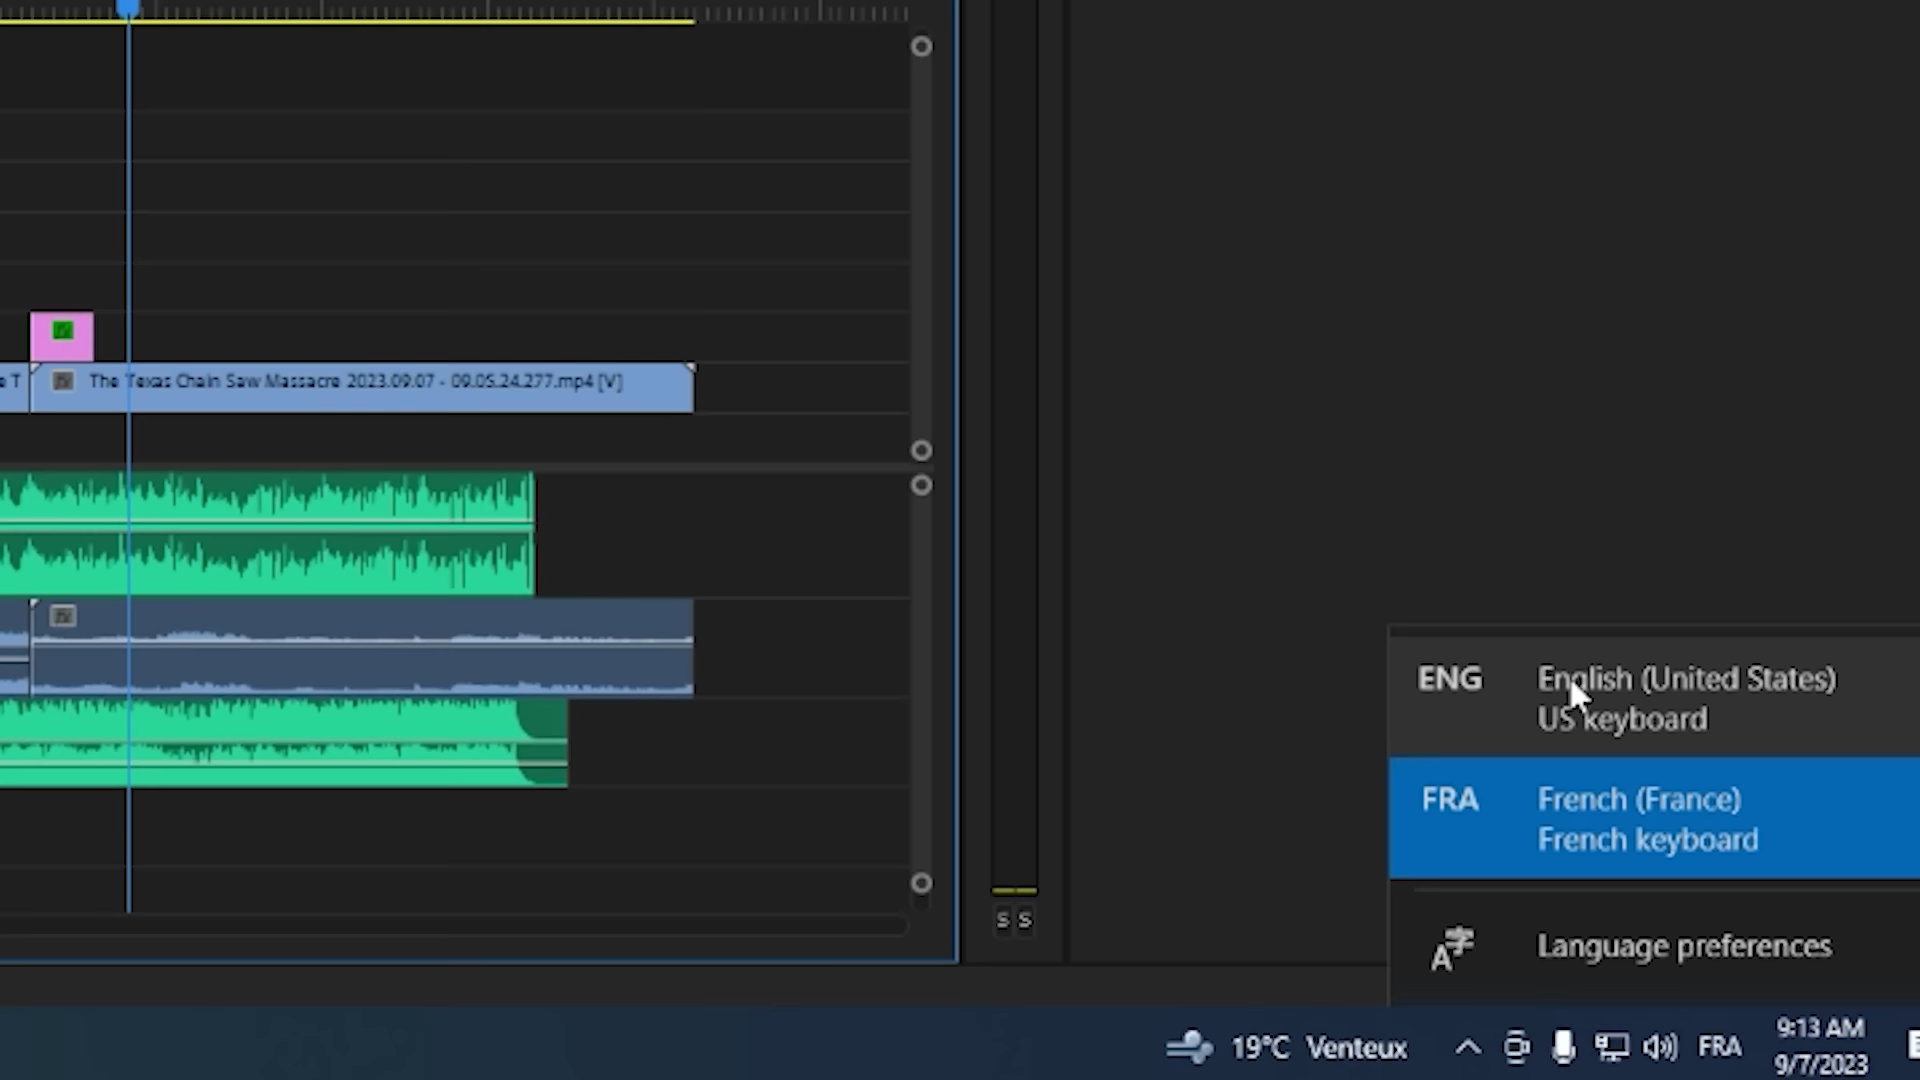 e T
The Texas Chain Saw Massacre 2023.09.07 - 09.05.24.277.mp4 [V]
S S
ENG English (United States)
US keyboard
FRA French (France)
French keyboard
Language preferences
19°C Venteux
FRA
9:13 AM
9/7/2023